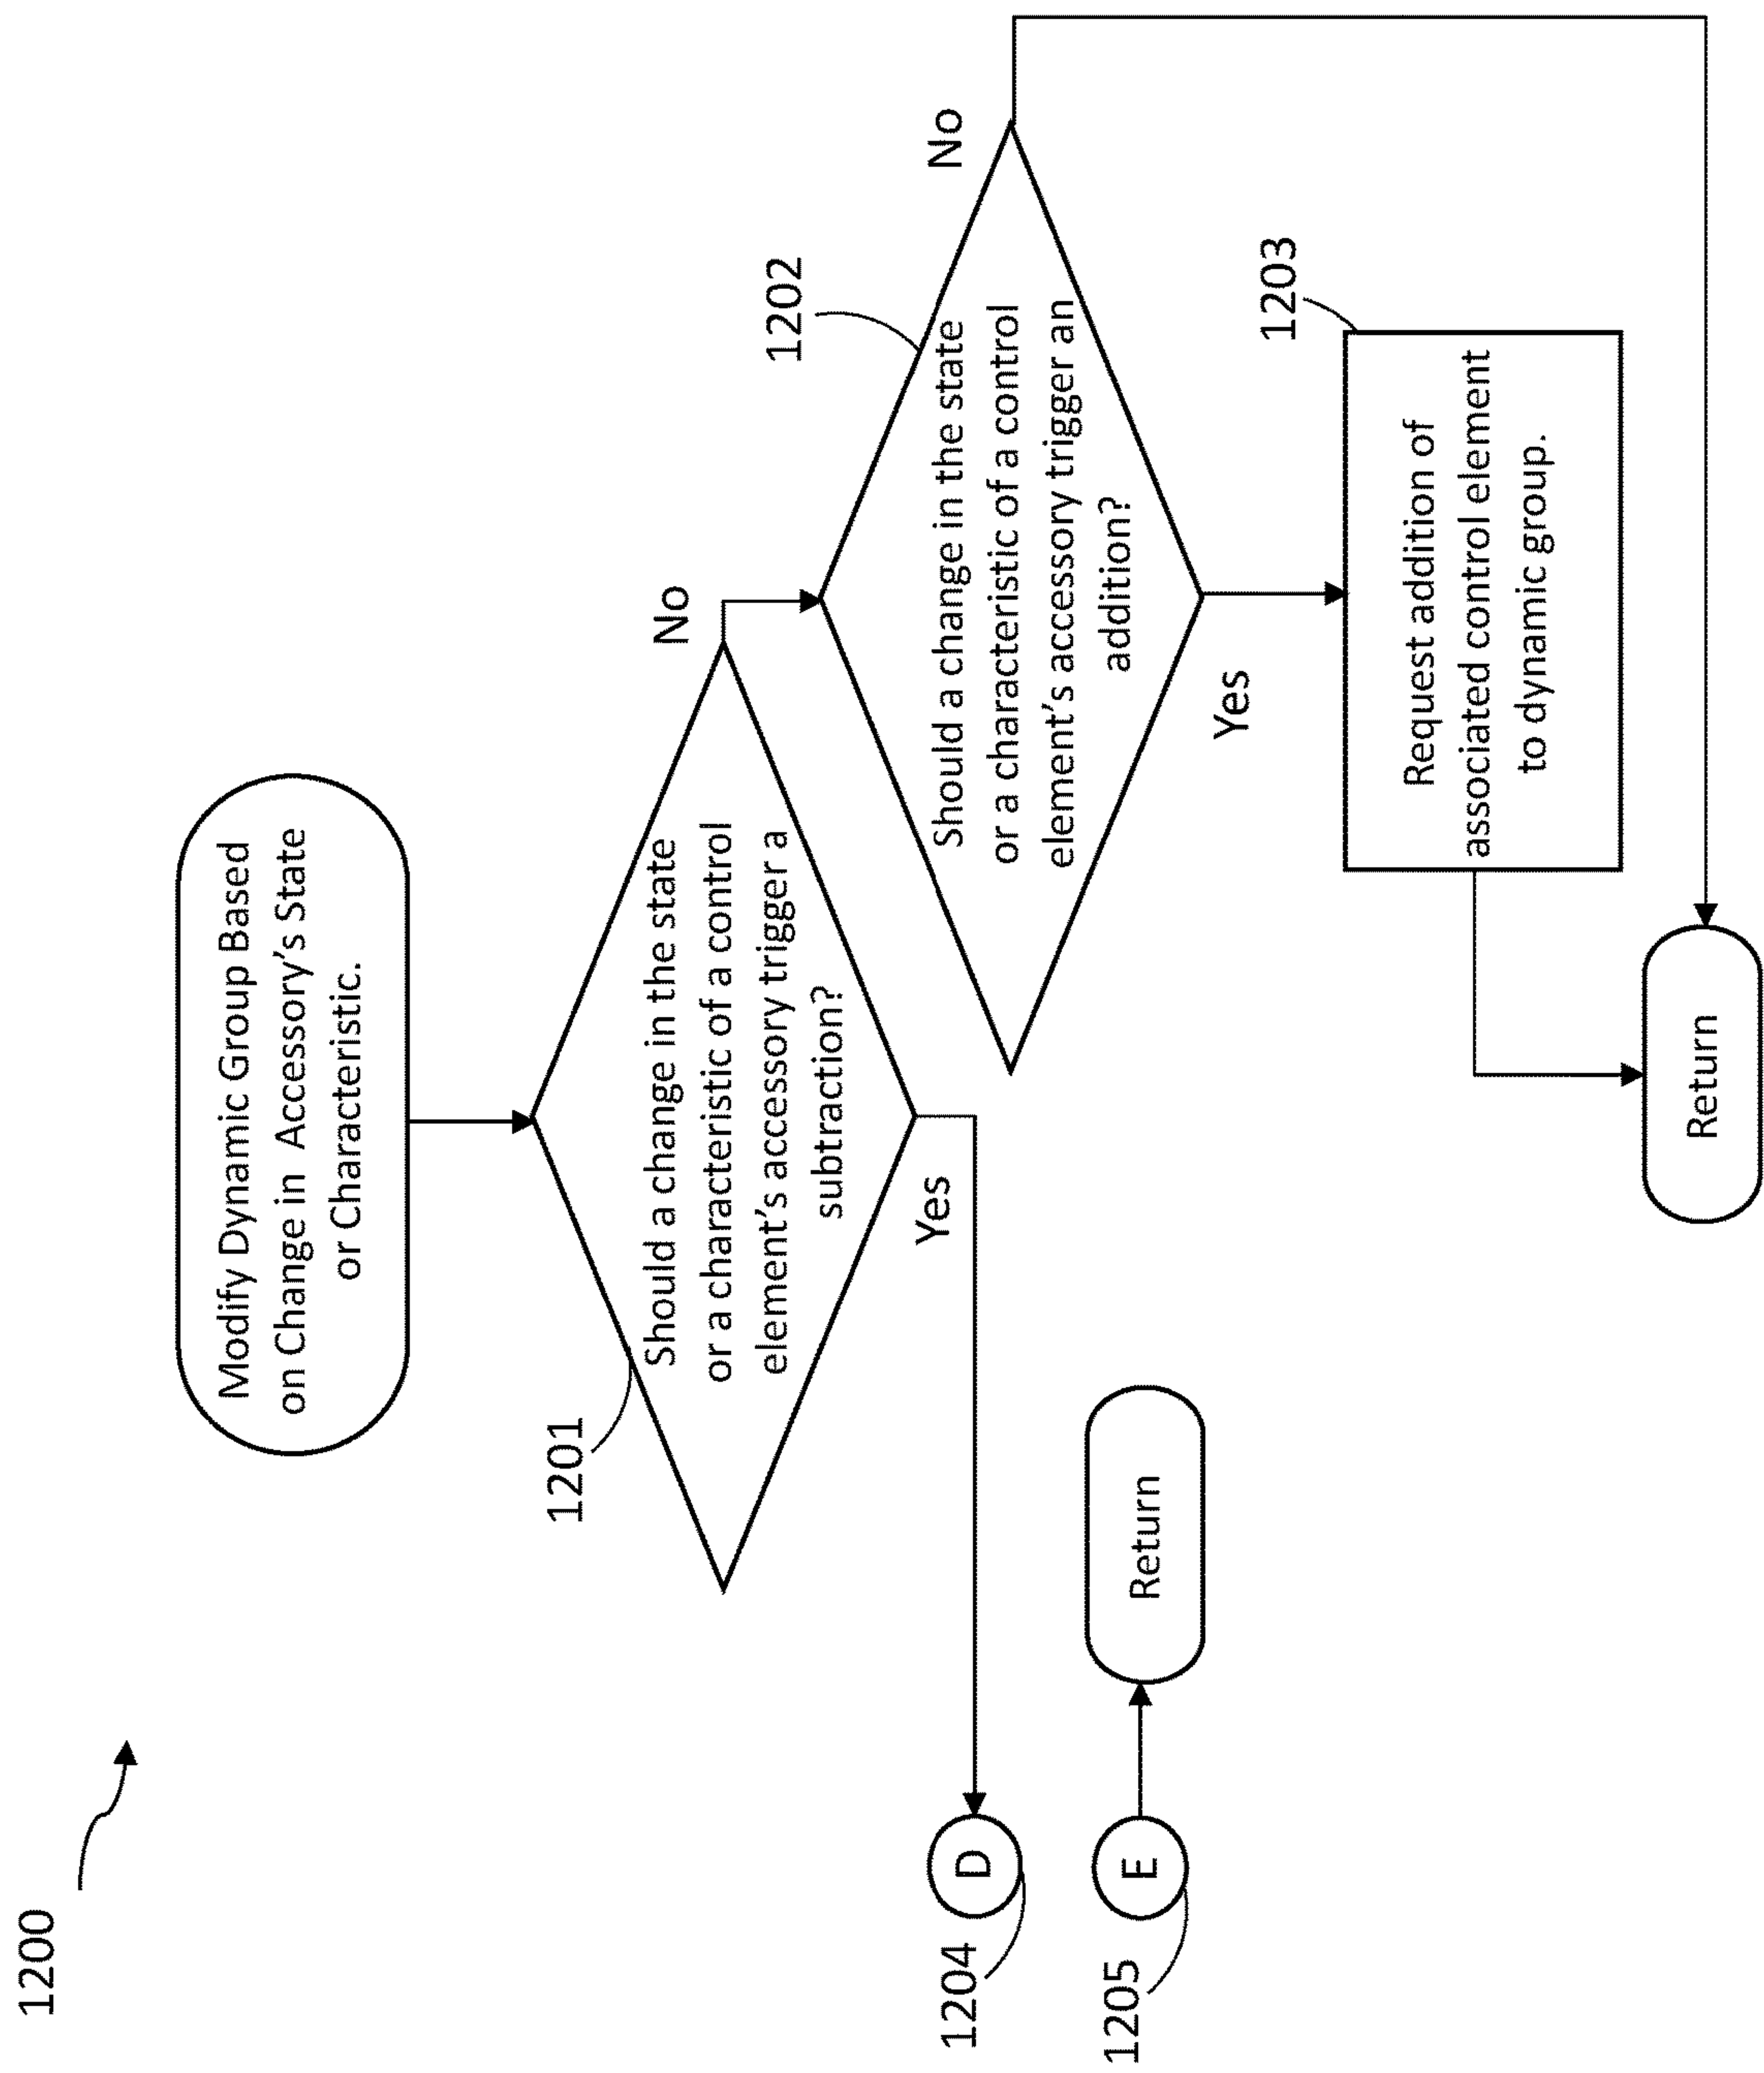 1200
Modify Dynamic Group Based
on Change in Accessory's State
or Characteristic.
1201
Should a change in the state
or a characteristic of a control
element's accessory trigger a
subtraction?
No
Yes
1202
Should a change in the state
or a characteristic of a control
element's accessory trigger an
addition?
No
Yes
1203
Request addition of
associated control element
to dynamic group.
Return
D
1204
E
1205
Return